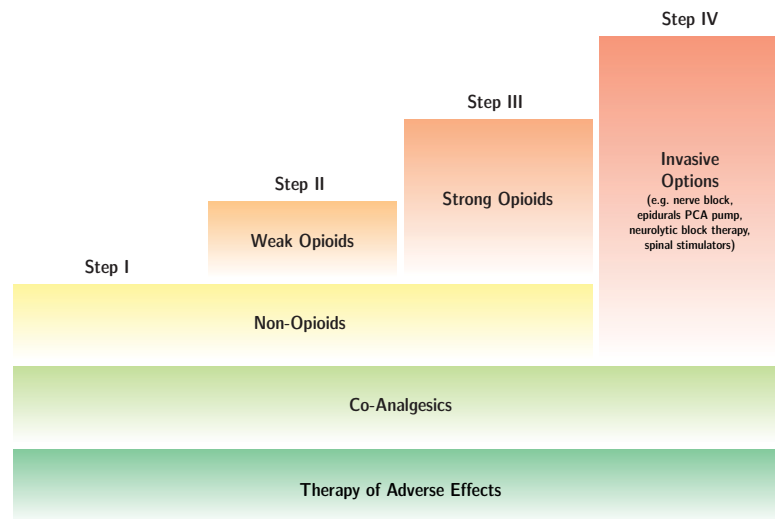 Step IV
Step III
Step II
Step I
Invasive
Options
(e.g. nerve block,
epidurals PCA pump,
neurolytic block therapy,
spinal stimulators)
Strong Opioids
Weak Opioids
Non-Opioids
Co-Analgesics
Therapy of Adverse Effects